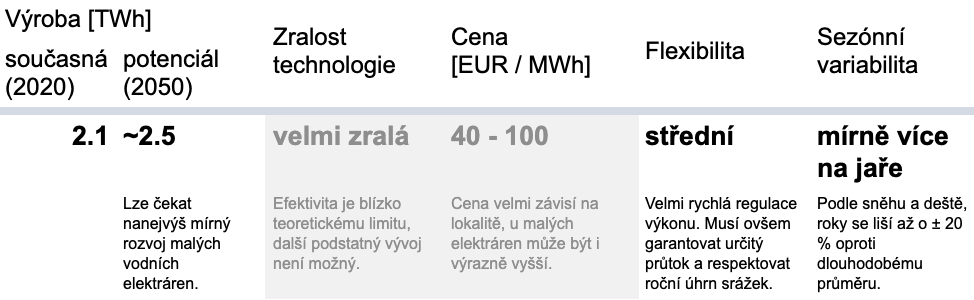 Výroba [TWh]
současná
(2020)
potenciál
(2050)
Zralost
technologie
Cena
[EUR / MWh]
Flexibilita
Sezónní
variabilita
2.1
~2.5
velmi zralá
40 - 100
střední
mírně více
na jaře
Lze čekat
nanejvýš mírný
rozvoj malých
vodních
elektráren.
Efektivita je blízko
teoretickému limitu,
další podstatný vývoj
není možný.
Cena velmi závisí na
lokalitě, u malých
elektráren může být i
výrazně vyšší.
Velmi rychlá regulace
výkonu. Musí ovšem
garantovat určitý
průtok a respektovat
roční úhrn srážek.
Podle sněhu a deště,
roky se liší až o ± 20
% oproti
dlouhodobému
průměru.